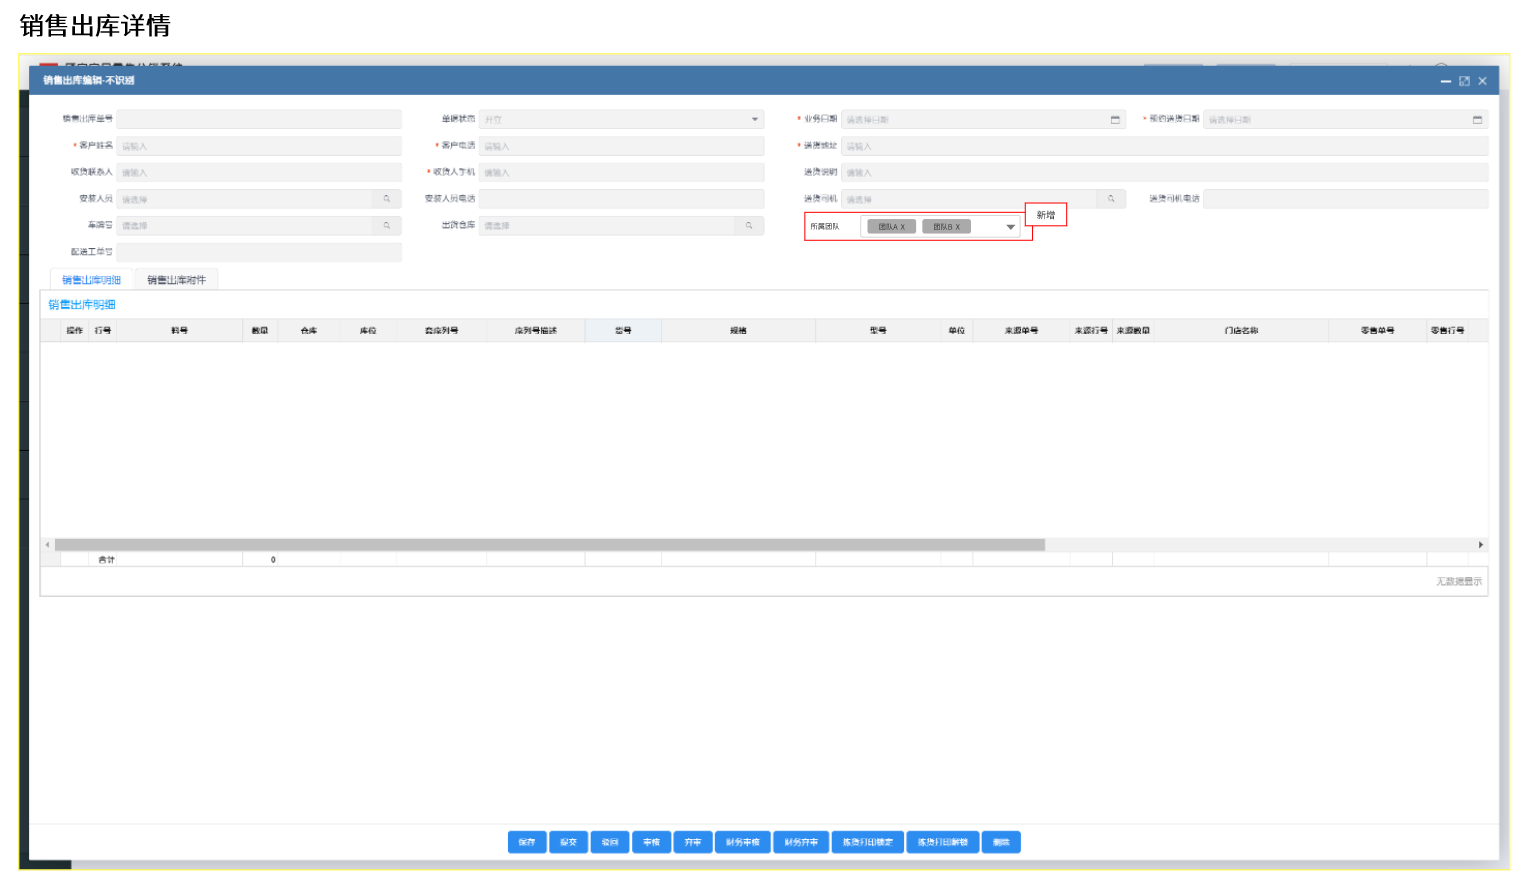 销售出库详情
销售出库编辑-不识别
销售出库单号
单据状态 开立
* 业务日期 请选择日期
* 预约送货日期 请选择日期
* 客户姓名 请输入
* 客户电话 请输入
* 送货地址 请输入
收货联系人 请输入
* 收货人手机 请输入
送货说明 请输入
安装人员 请选择
安装人员电话
送货司机 请选择
送货司机电话
车牌号 请选择
出货仓库 请选择
所属团队 团队A X 团队B X
新增
配送工单号
销售出库明细 销售出库附件
销售出库明细
操作 行号 料号 数量 仓库 库位 套序列号 序列号描述 规格 型号 单位 来源单号 来源行号 来源数量 门店名称 零售单号 零售行号
合计 0
无数据显示
保存 提交 驳回 审核 弃审 财务审核 财务弃审 拣货打印锁定 拣货打印解锁 删除